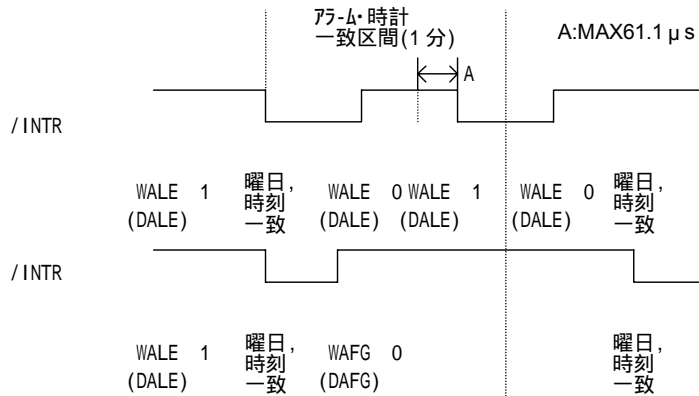 アラーム・時計
一致区間(1 分)
A:MAX61.1 μs
A
/INTR
WALE 1
(DALE)
曜日,
時刻
一致
WALE 0
(DALE)
WALE 1
(DALE)
WALE 0
(DALE)
曜日,
時刻
一致
/INTR
WALE 1
(DALE)
曜日,
時刻
一致
WAFG 0
(DAFG)
曜日,
時刻
一致